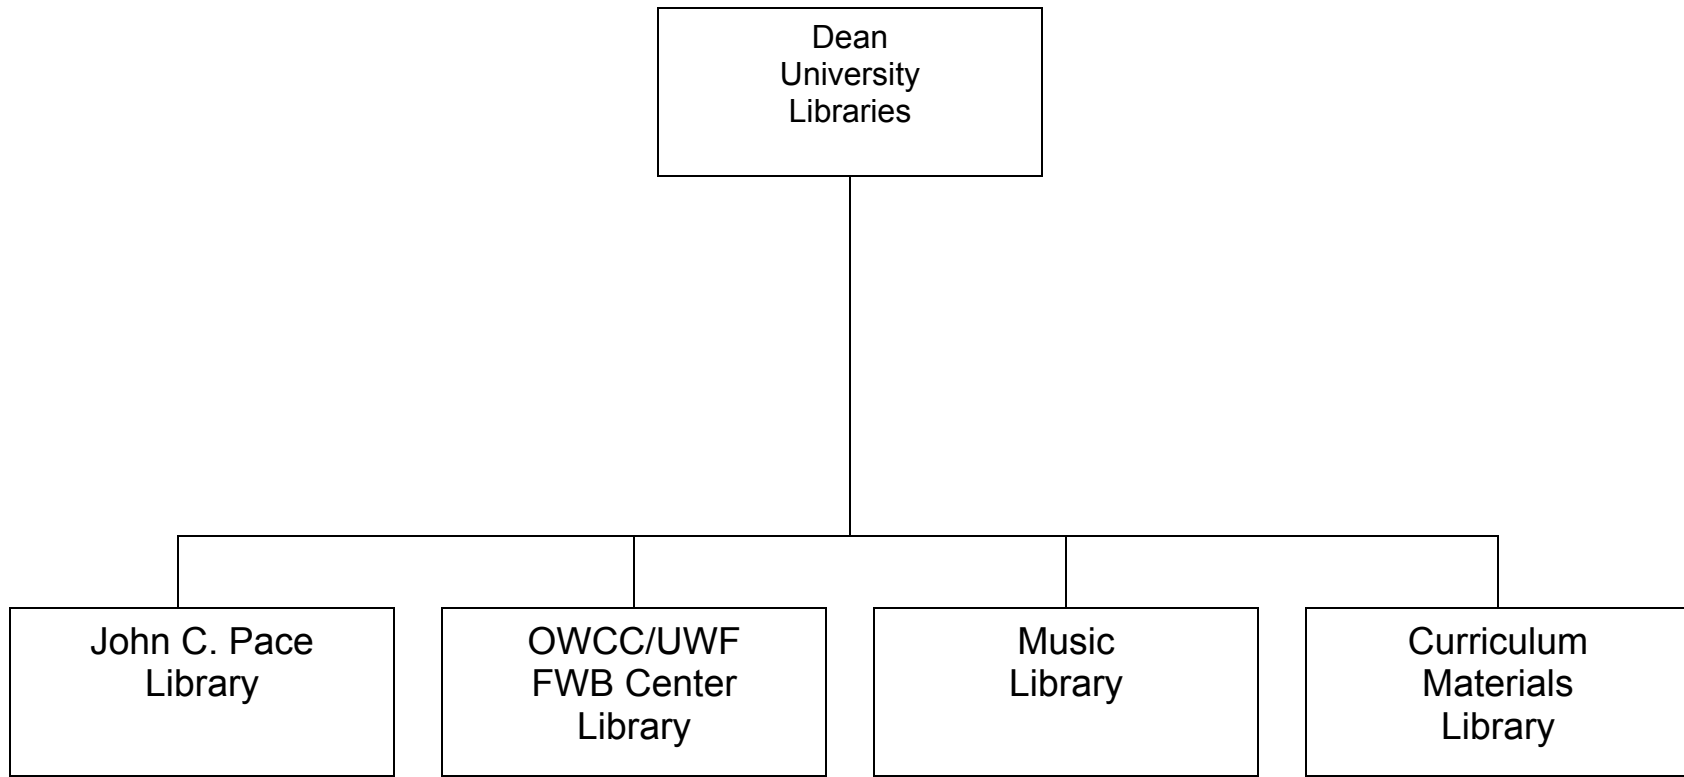 Dean
University
Libraries
John C. Pace
Library
OWCC/UWF
FWB Center
Library
Music
Library
Curriculum
Materials
Library